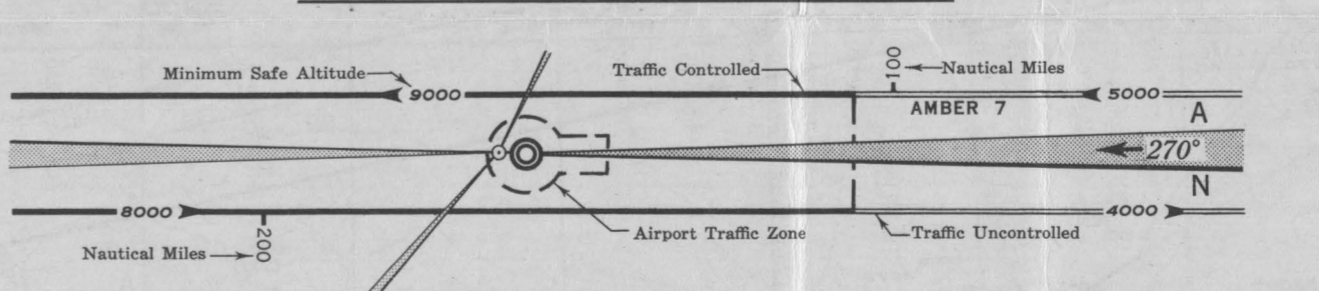 Minimum Safe Altitude
9000
Traffic Controlled
100
Nautical Miles
5000
AMBER 7
A
270°
N
8000
4000
200
Nautical Miles
Airport Traffic Zone
Traffic Uncontrolled